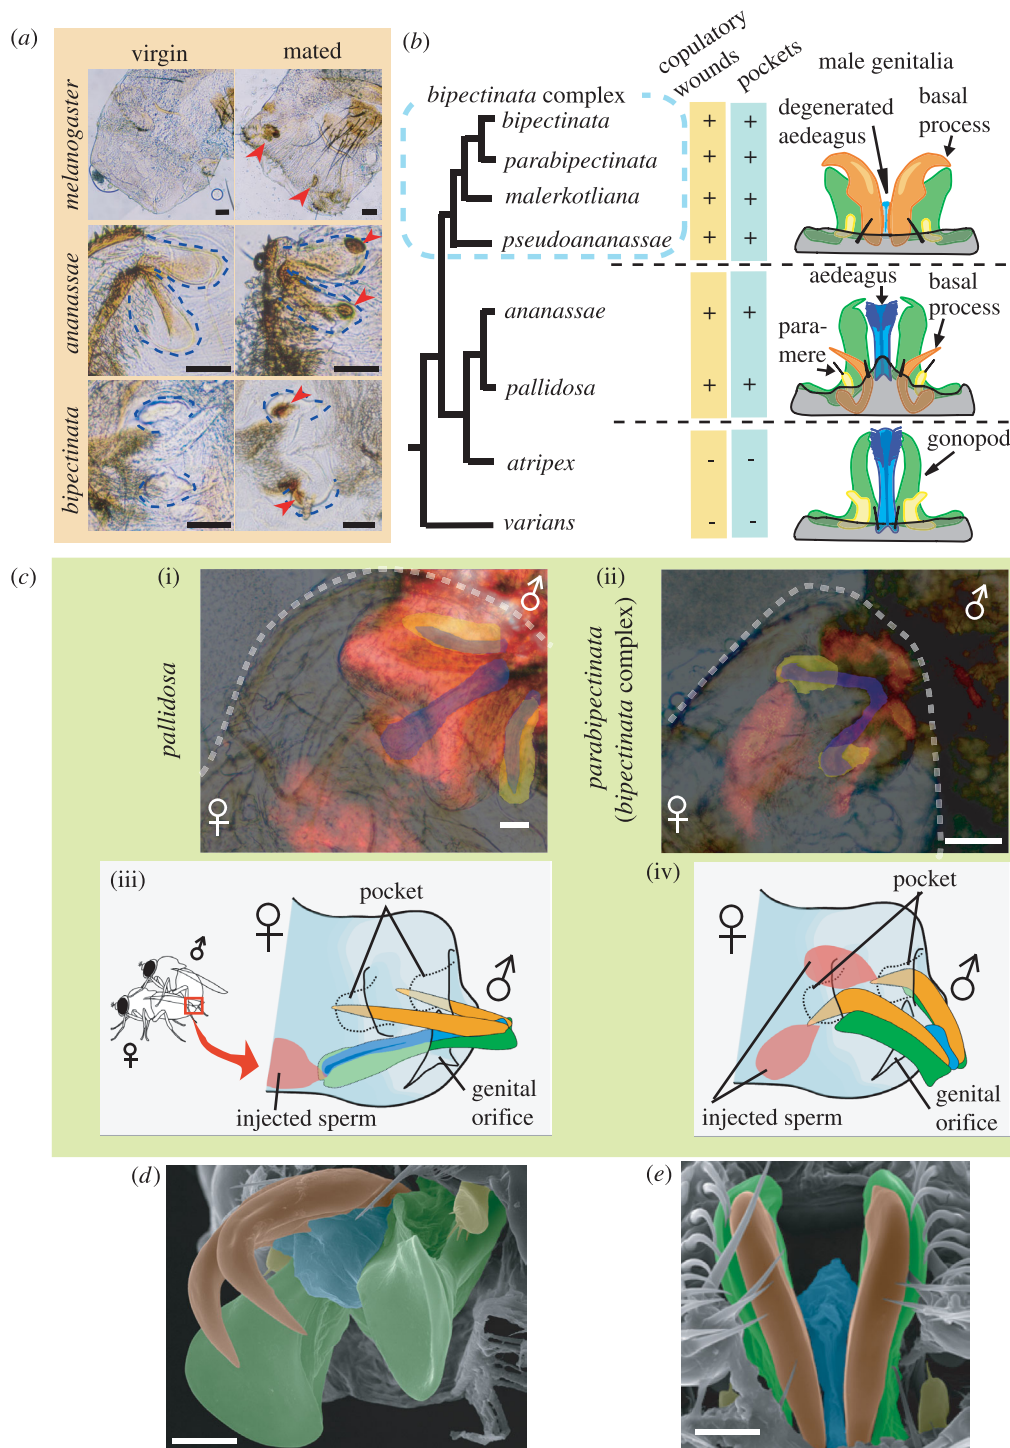 (a)
virgin
mated
melanogaster
ananassae
bipectinata
(b)
copulatory
wounds
pockets
male genitalia
bipectinata complex
bipectinata
+
+
parabipectinata
+
+
malerkotliana
+
+
pseudoananassae
+
+
degenerated
aedeagus
basal
process
ananassae
+
+
pallidosa
+
+
aedeagus
basal
process
para-
mere
atripex
-
-
varians
-
-
gonopod
(c)
(i)
♂
pallidosa
♀
(ii)
♂
parabipectinata
(bipectinata complex)
♀
(iii)
♂
♀
♀
pocket
♂
injected sperm
genital
orifice
(iv)
♀
pocket
♂
injected sperm
genital
orifice
(d)
(e)